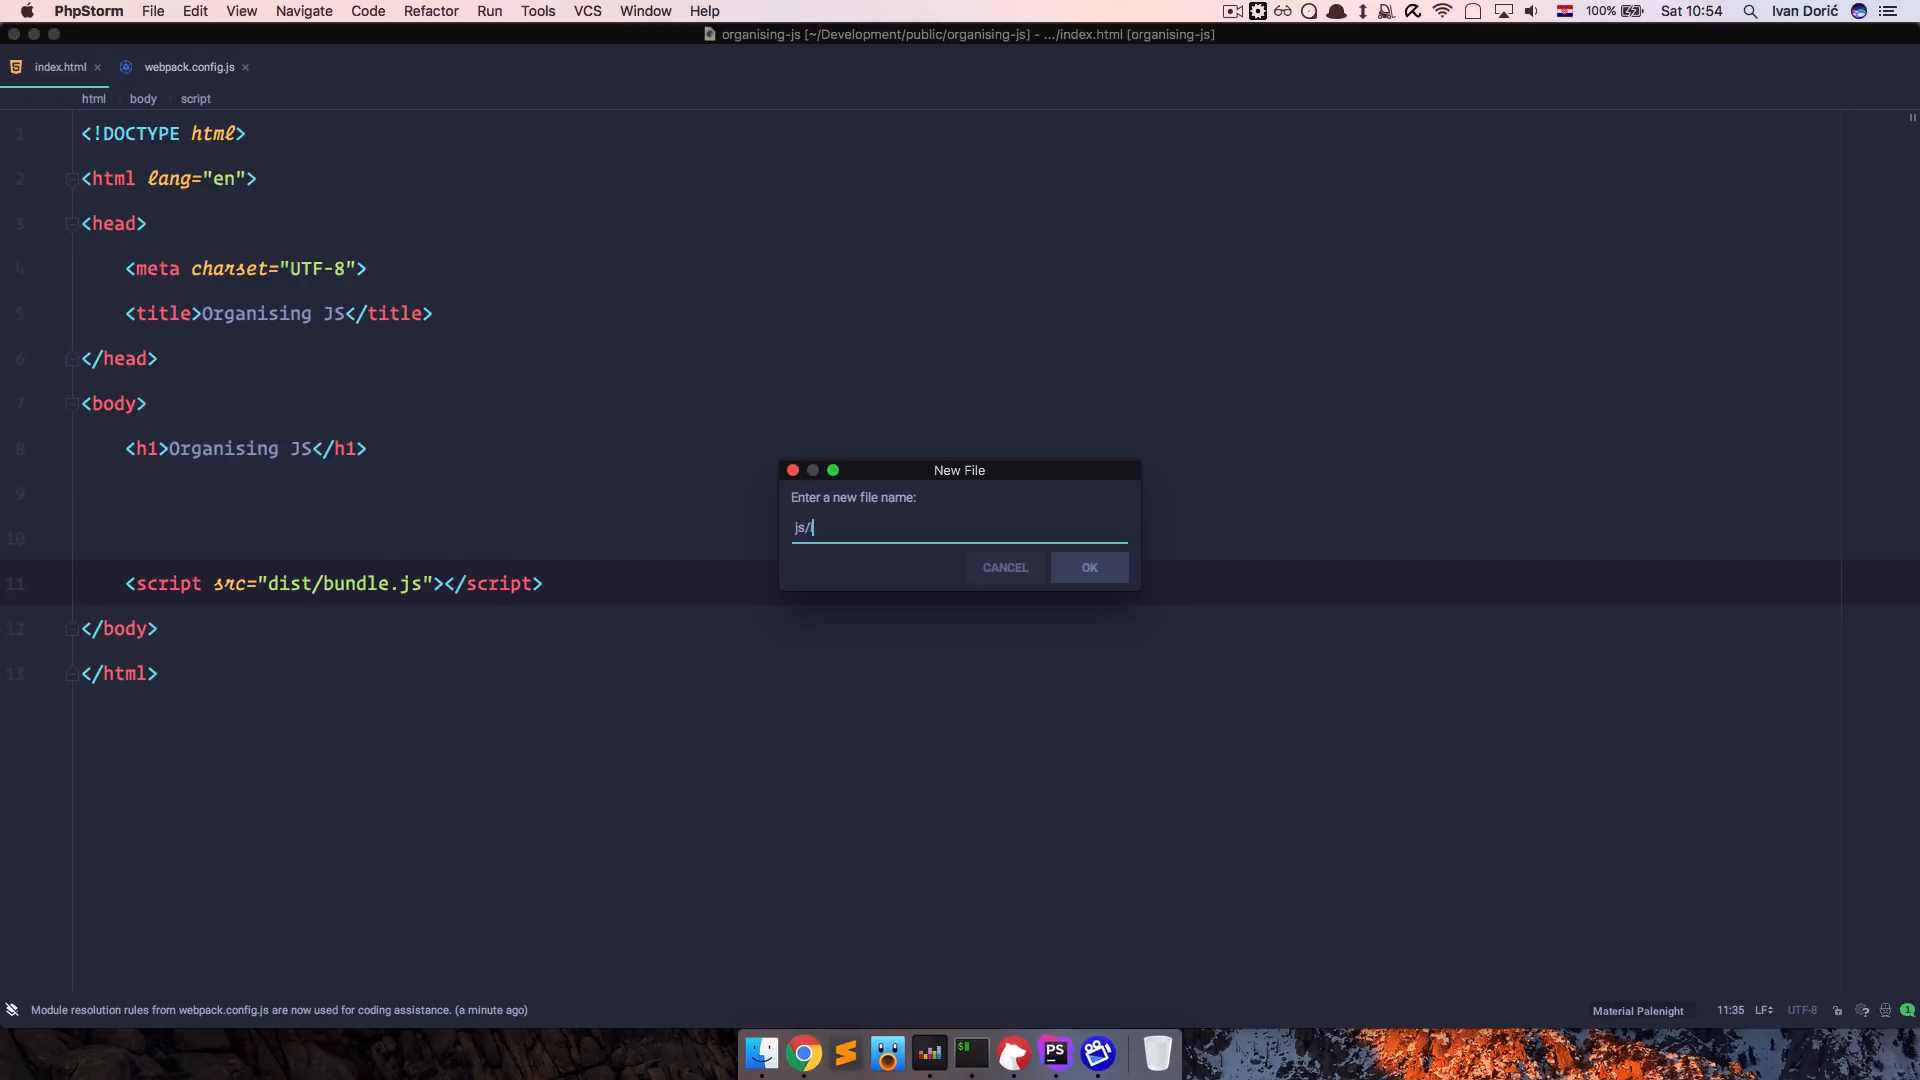 PhpStorm File Edit View Navigate Code Refactor Run Tools VCS Window Help 100% Sat 10:54 Ivan Dorić
organising-js [~/Development/public/organising-js] - .../index.html [organising-js]
index.html webpack.config.js
html body script
1 <!DOCTYPE html>
2 <html lang="en">
3 <head>
4 <meta charset="UTF-8">
5 <title>Organising JS</title>
6 </head>
7 <body>
8 <h1>Organising JS</h1>
9
10
11 <script src="dist/bundle.js"></script>
12 </body>
13 </html>
New File
Enter a new file name:
js/
CANCEL OK
Module resolution rules from webpack.config.js are now used for coding assistance. (a minute ago)
Material Palenight 11:35 LF UTF-8 1
$
PS